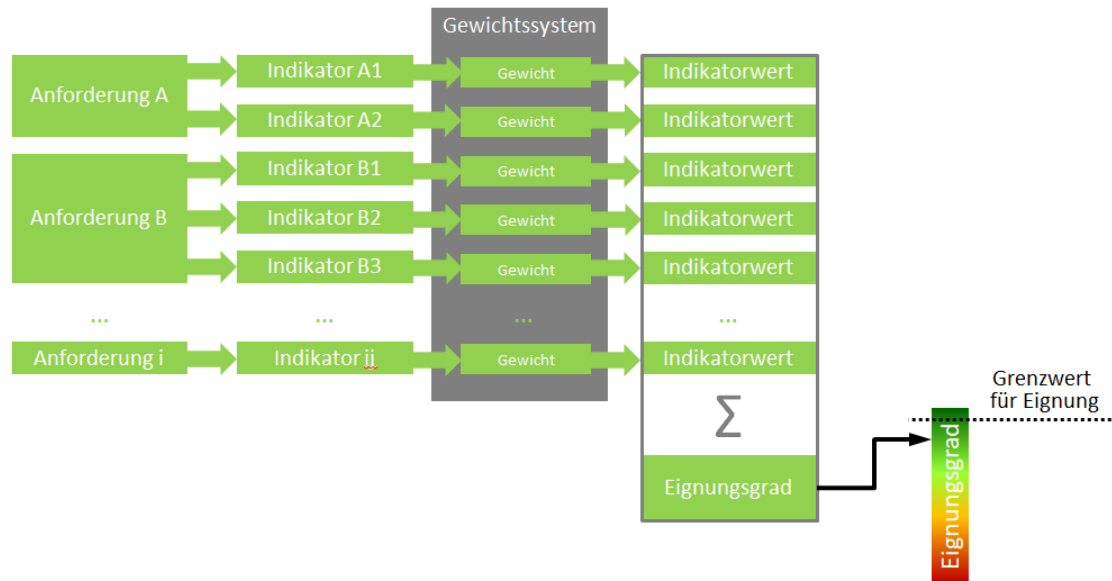 Gewichtssystem
Anforderung A
Indikator A1
Gewicht
Indikatorwert
Indikator A2
Gewicht
Indikatorwert
Anforderung B
Indikator B1
Gewicht
Indikatorwert
Indikator B2
Gewicht
Indikatorwert
Indikator B3
Gewicht
Indikatorwert
...
...
...
...
Anforderung i
Indikator ij
Gewicht
Indikatorwert
Σ
Eignungsgrad
Grenzwert
für Eignung
Eignungsgrad